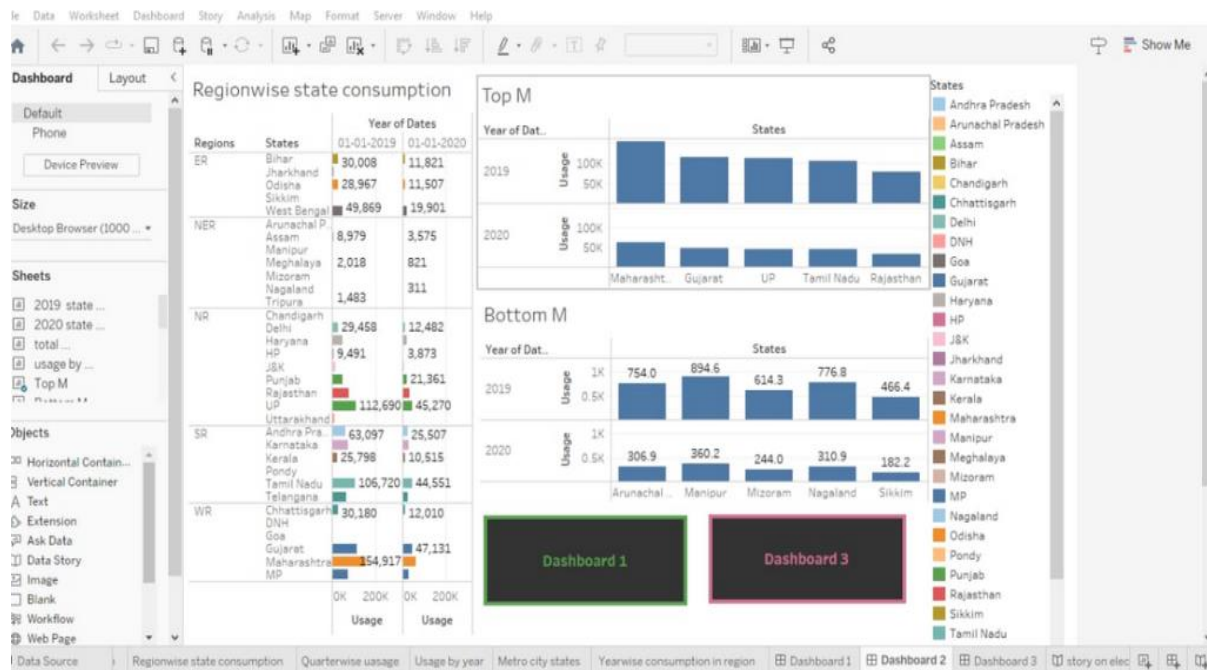 le Data Worksheet Dashboard Story Analysis Map Format Server Window Help
Show Me
Dashboard Layout
Default
Phone
Device Preview
Size
Desktop Browser (1000 ...
Sheets
2019 state ...
2020 state ...
total ...
usage by ...
Top M
Bottom M
Objects
Horizontal Contain...
Vertical Container
Text
Extension
Ask Data
Data Story
Image
Blank
Workflow
Web Page
Regionwise state consumption
Year of Dates
Regions States 01-01-2019 01-01-2020
ER Bihar 30,008 11,821
Jharkhand
Odisha 28,967 11,507
Sikkim
West Bengal 49,869 19,901
NER Arunachal P..
Assam 8,979 3,575
Manipur
Meghalaya 2,018 821
Mizoram
Nagaland 311
Tripura 1,483
NR Chandigarh
Delhi 29,458 12,482
Haryana
HP 9,491 3,873
J&K
Punjab 21,361
Rajasthan
UP 112,690 45,270
Uttarakhand
SR Andhra Pra.. 63,097 25,507
Karnataka
Kerala 25,798 10,515
Pondy
Tamil Nadu 106,720 44,551
Telangana
WR Chhattisgarh 30,180 12,010
DNH
Goa
Gujarat 47,131
Maharashtra 154,917
MP
0K 200K 0K 200K
Usage Usage
Top M
Year of Dat.. States
2019 Usage 100K
50K
2020 Usage 100K
50K
Maharasht.. Gujarat UP Tamil Nadu Rajasthan
Bottom M
Year of Dat.. States
2019 Usage 1K 0.5K
754.0 894.6 614.3 776.8 466.4
2020 Usage 1K 0.5K
306.9 360.2 244.0 310.9 182.2
Arunachal .. Manipur Mizoram Nagaland Sikkim
Dashboard 1
Dashboard 3
States
Andhra Pradesh
Arunachal Pradesh
Assam
Bihar
Chandigarh
Chhattisgarh
Delhi
DNH
Goa
Gujarat
Haryana
HP
J&K
Jharkhand
Karnataka
Kerala
Maharashtra
Manipur
Meghalaya
Mizoram
MP
Nagaland
Odisha
Pondy
Punjab
Rajasthan
Sikkim
Tamil Nadu
Data Source Regionwise state consumption Quarterwise uasage Usage by year Metro city states Yearwise consumption in region Dashboard 1 Dashboard 2 Dashboard 3 story on elec